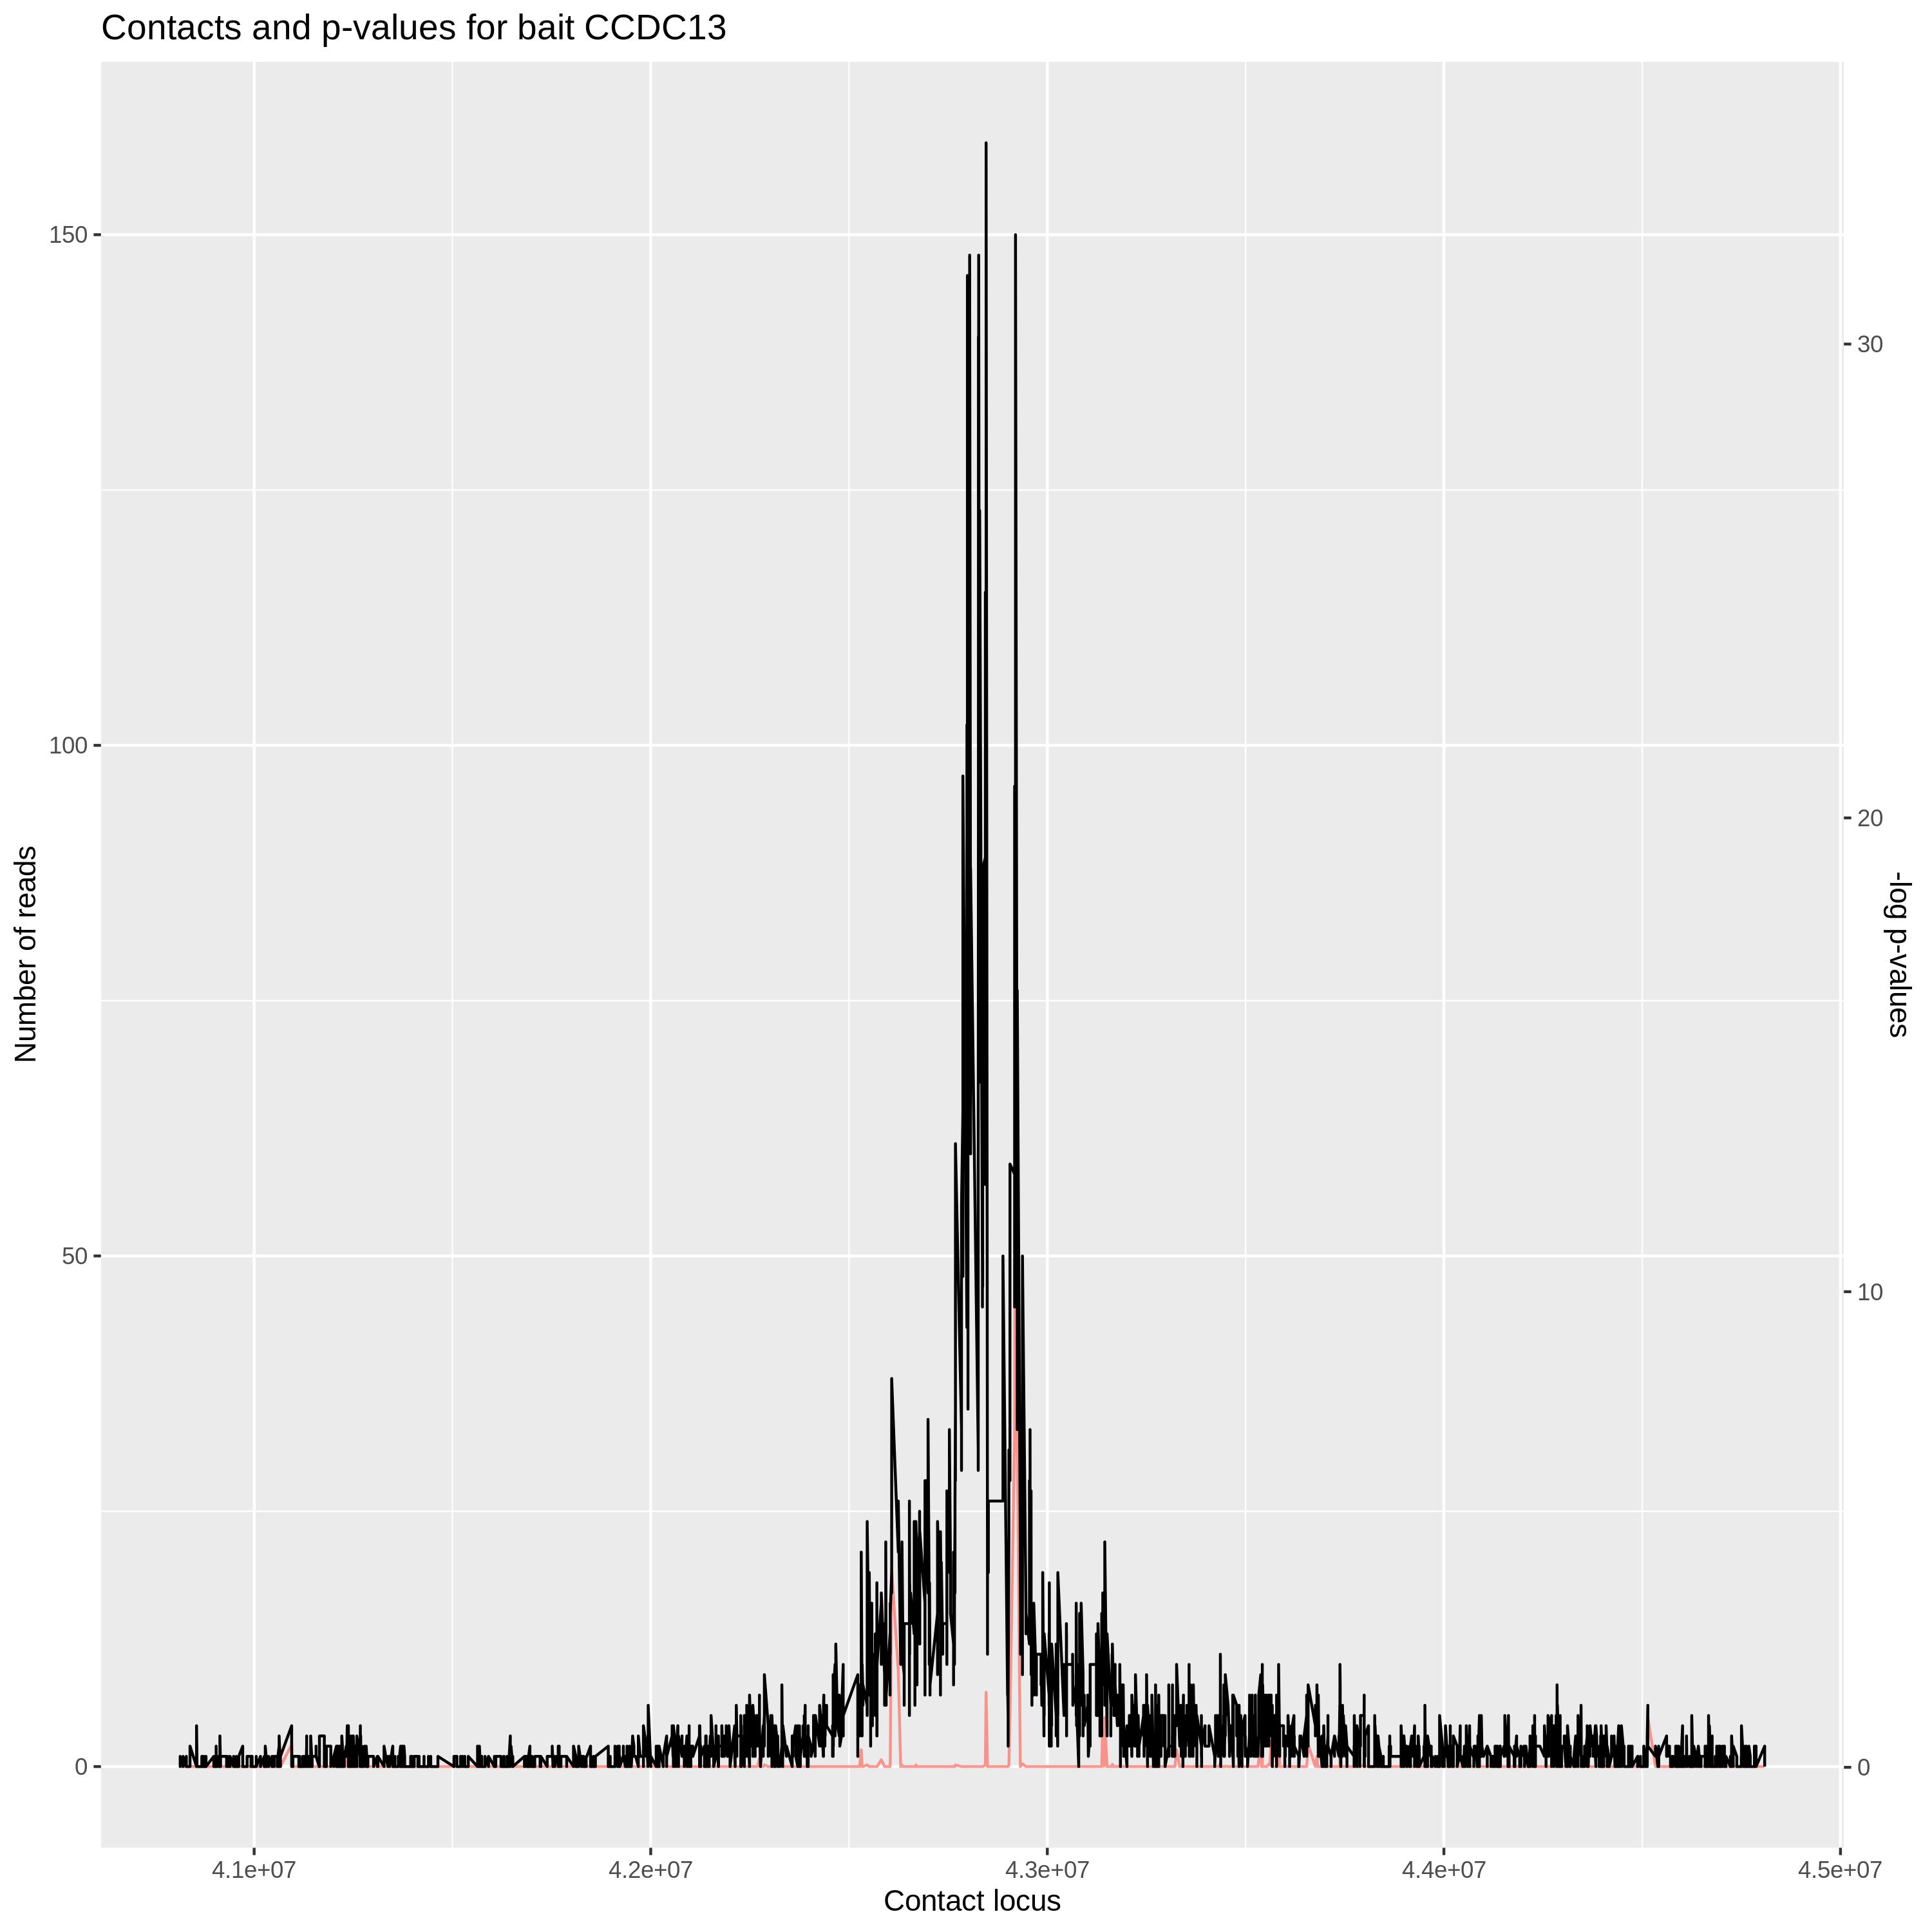 Contacts and p-values for bait CCDC13
150
100
50
0
Number of reads
30
20
10
0
-log p-values
4.1e+07
4.2e+07
4.3e+07
4.4e+07
4.5e+07
Contact locus